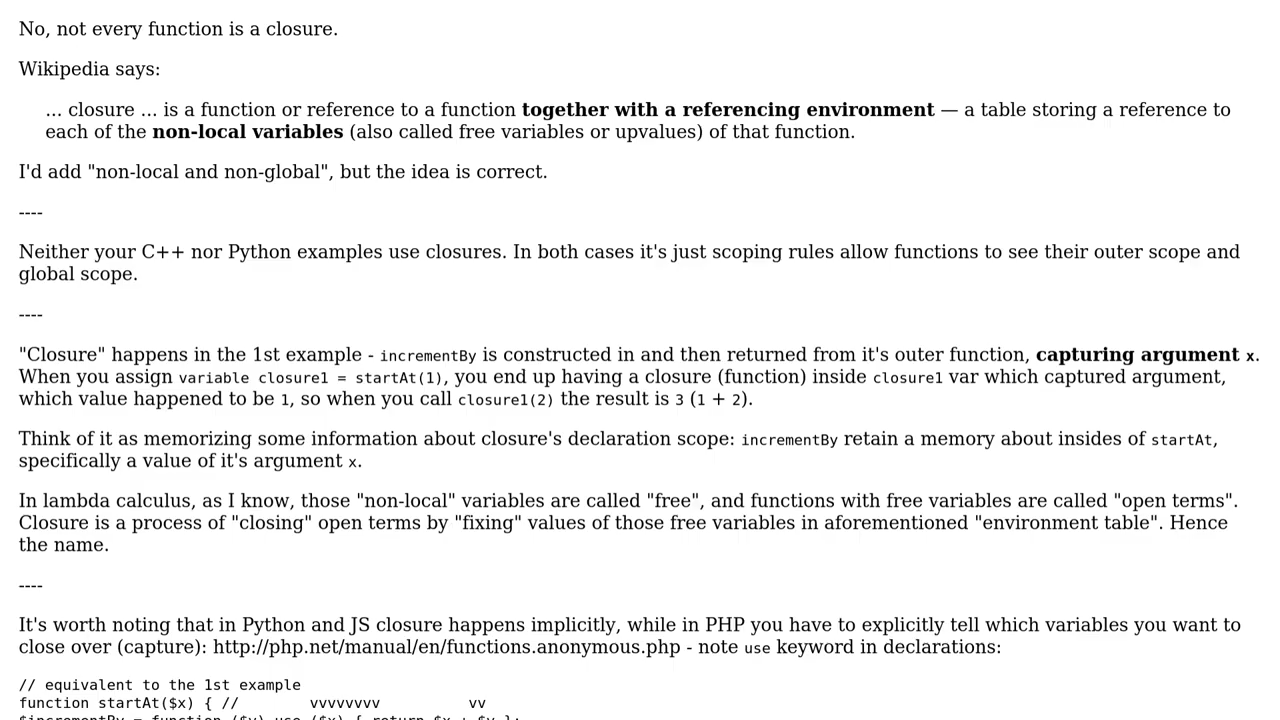 No, not every function is a closure.
Wikipedia says:
... closure ... is a function or reference to a function together with a referencing environment — a table storing a reference to
each of the non-local variables (also called free variables or upvalues) of that function.
I'd add "non-local and non-global", but the idea is correct.
----
Neither your C++ nor Python examples use closures. In both cases it's just scoping rules allow functions to see their outer scope and
global scope.
----
"Closure" happens in the 1st example - incrementBy is constructed in and then returned from it's outer function, capturing argument x.
When you assign variable closure1 = startAt(1), you end up having a closure (function) inside closure1 var which captured argument,
which value happened to be 1, so when you call closure1(2) the result is 3 (1 + 2).
Think of it as memorizing some information about closure's declaration scope: incrementBy retain a memory about insides of startAt,
specifically a value of it's argument x.
In lambda calculus, as I know, those "non-local" variables are called "free", and functions with free variables are called "open terms".
Closure is a process of "closing" open terms by "fixing" values of those free variables in aforementioned "environment table". Hence
the name.
----
It's worth noting that in Python and JS closure happens implicitly, while in PHP you have to explicitly tell which variables you want to
close over (capture): http://php.net/manual/en/functions.anonymous.php - note use keyword in declarations:
// equivalent to the 1st example
function startAt($x) { //        vvvvvvvv          vv
$incrementBy = function ($y) use ($x) { return $x + $y };